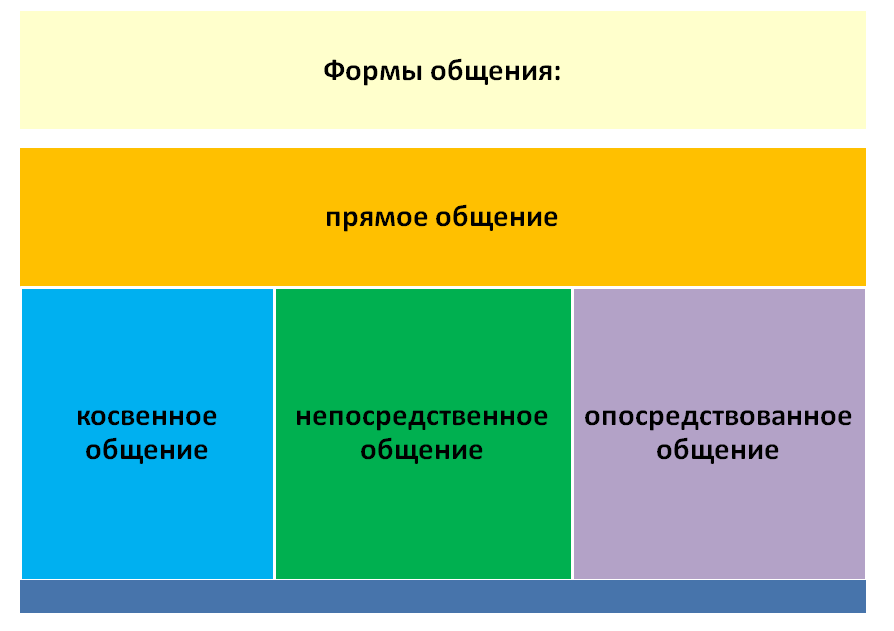 Формы общения:
прямое общение
косвенное
общение
непосредственное
общение
опосредствованное
общение